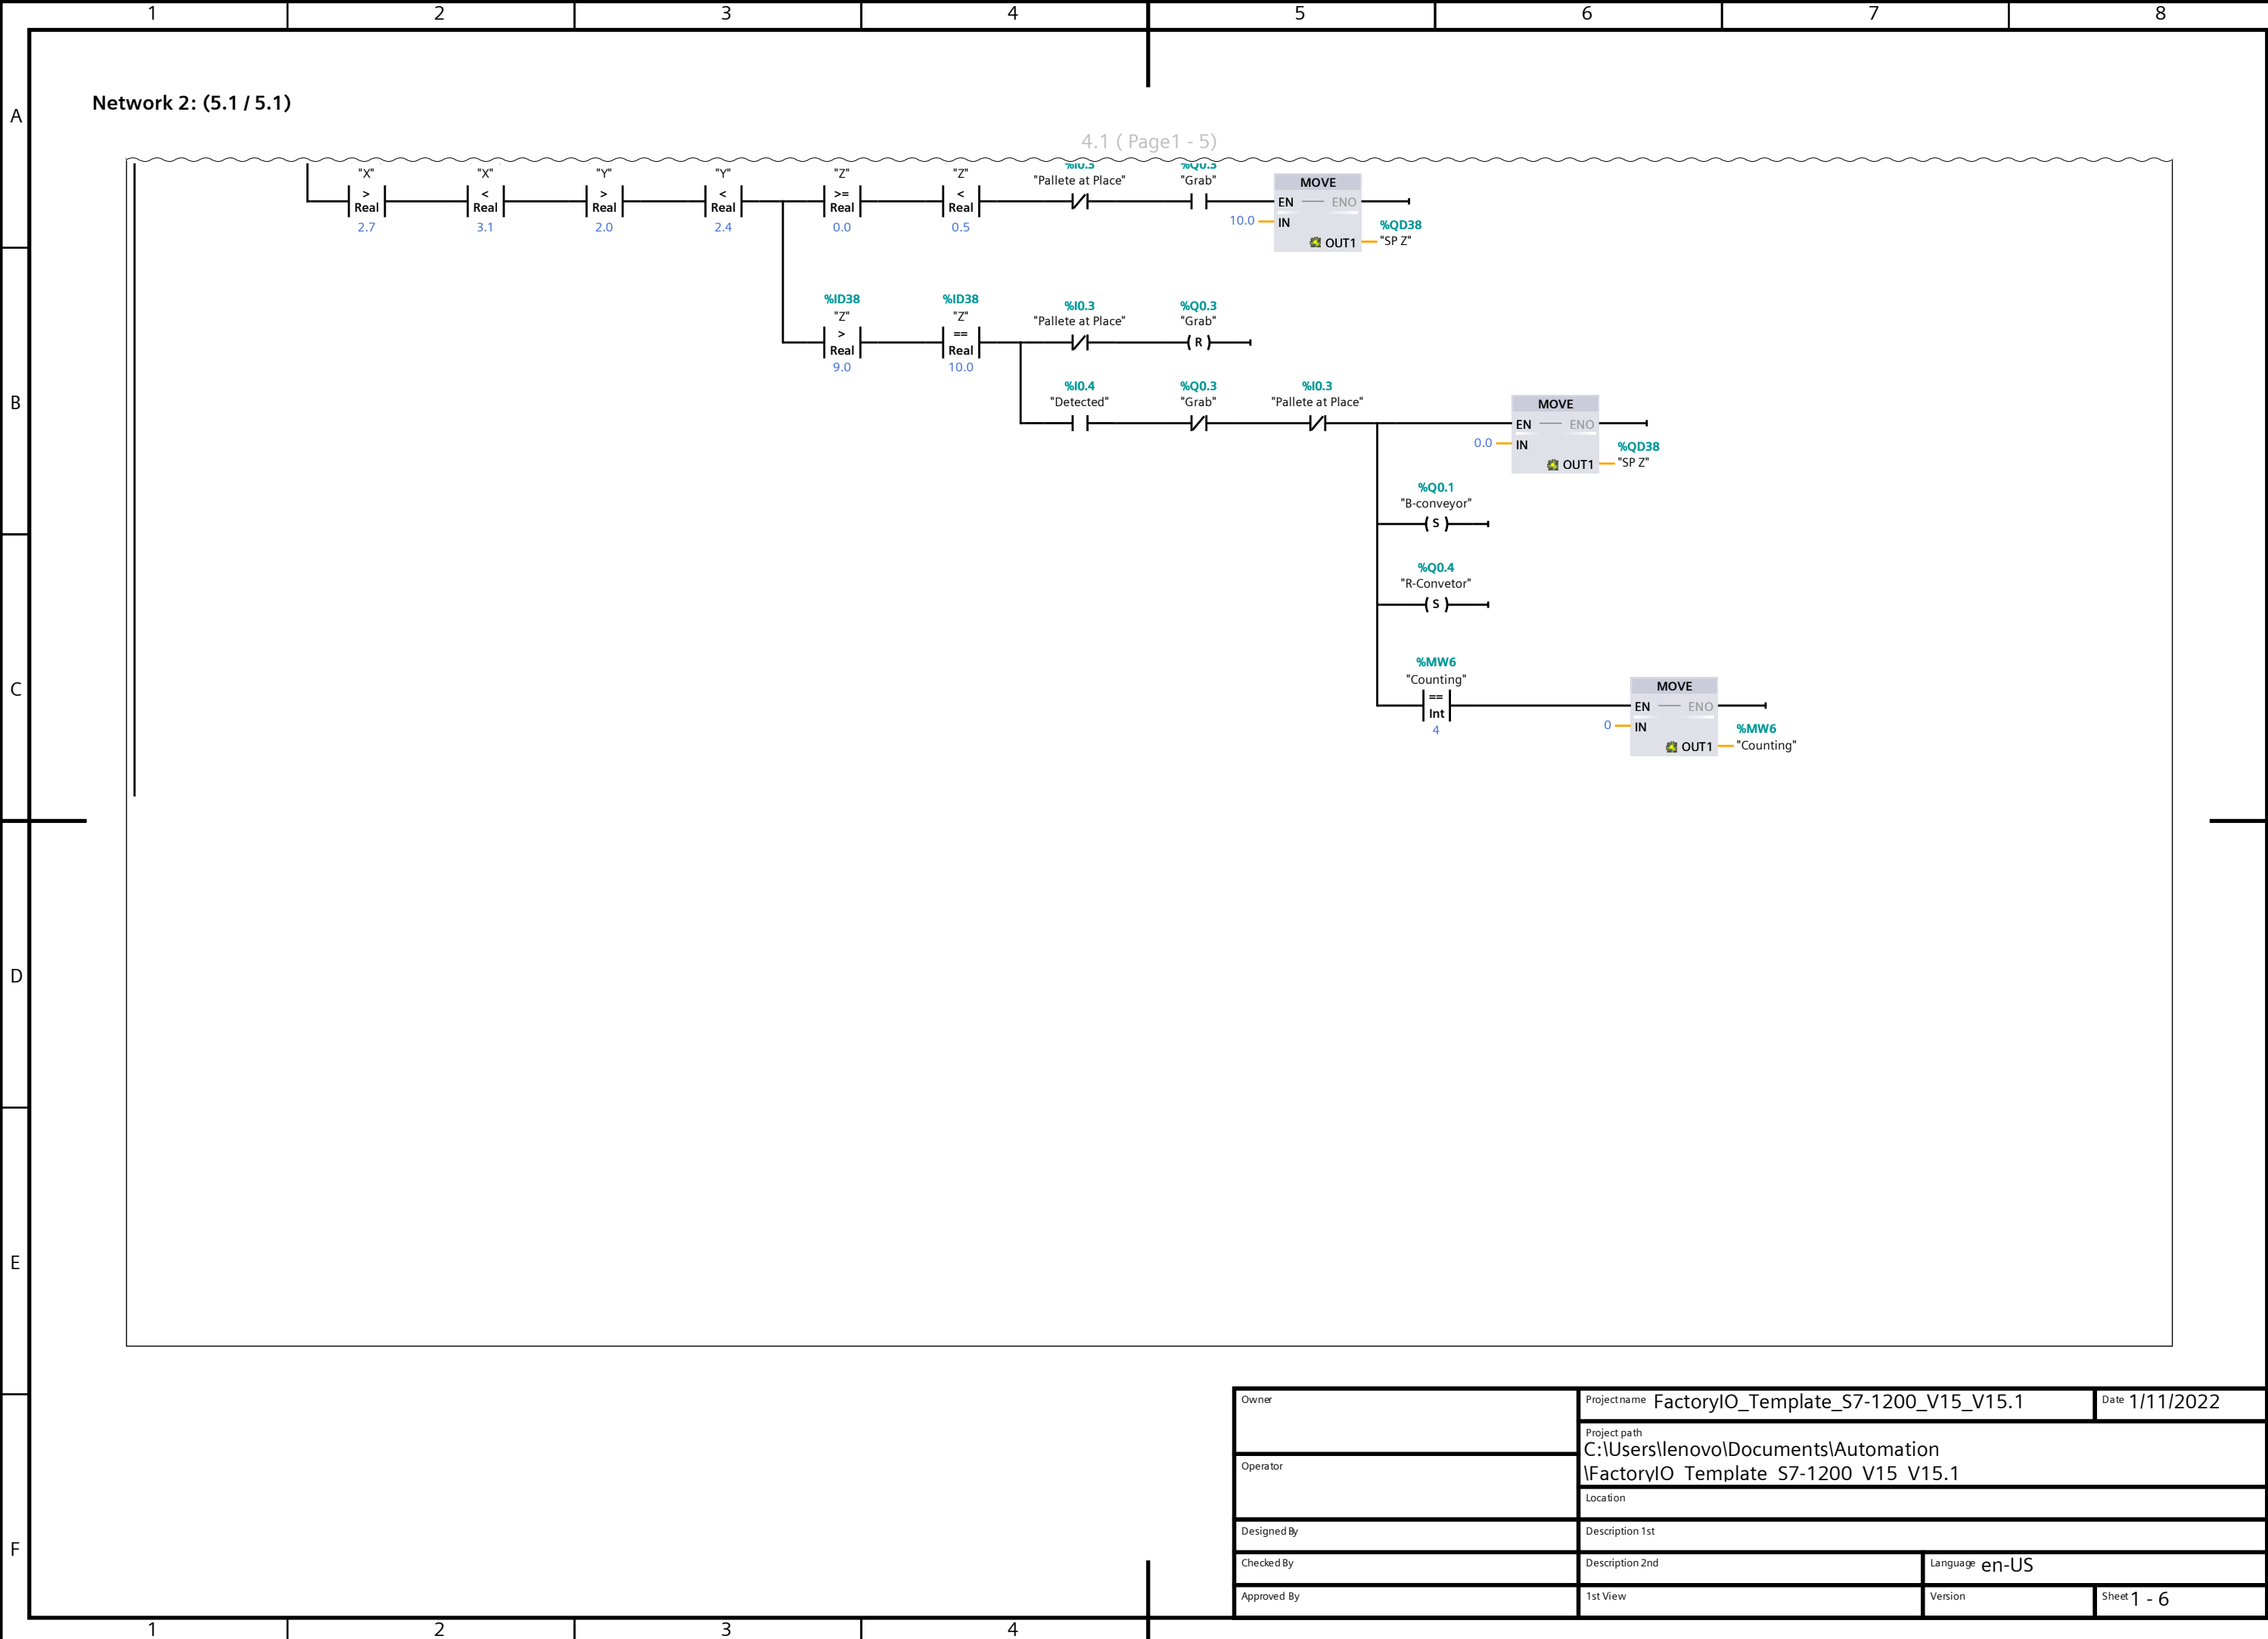 1 2 3 4 5 6 7 8
A
Network 2: (5.1 / 5.1)
4.1 ( Page1 - 5)
%I0.3 %Q0.3
"X" "X" "Y" "Y" "Z" "Z" "Pallete at Place" "Grab" MOVE
> < > < >= <
Real Real Real Real Real Real EN ENO
2.7 3.1 2.0 2.4 0.0 0.5 10.0 IN
%QD38
OUT1 "SP Z"
%ID38 %ID38 %I0.3 %Q0.3
"Z" "Z" "Pallete at Place" "Grab"
> == R
Real Real
9.0 10.0
%I0.4 %Q0.3 %I0.3
B "Detected" "Grab" "Pallete at Place" MOVE
EN ENO
0.0 IN %QD38
OUT1 "SP Z"
%Q0.1
"B-conveyor"
S
%Q0.4
"R-Convetor"
S
%MW6
C "Counting" MOVE
==
Int EN ENO
4 0 IN %MW6
OUT1 "Counting"
D
E
F
Owner Projectname FactoryIO_Template_S7-1200_V15_V15.1 Date 1/11/2022
Project path
C:\Users\lenovo\Documents\Automation
Operator \FactoryIO_Template_S7-1200_V15_V15.1
Location
Designed By Description 1st
Checked By Description 2nd Language en-US
Approved By 1st View Version Sheet 1 - 6
1 2 3 4